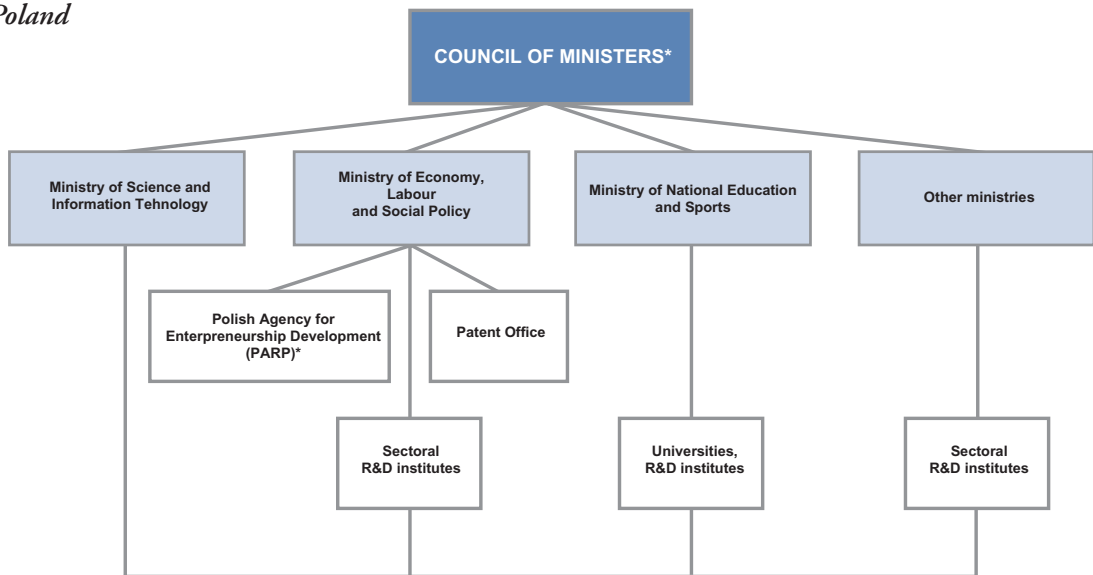 Poland
COUNCIL OF MINISTERS*
Ministry of Science and
Information Tehnology
Ministry of Economy,
Labour
and Social Policy
Ministry of National Education
and Sports
Other ministries
Polish Agency for
Enterpreneurship Development
(PARP)*
Patent Office
Sectoral
R&D institutes
Universities,
R&D institutes
Sectoral
R&D institutes